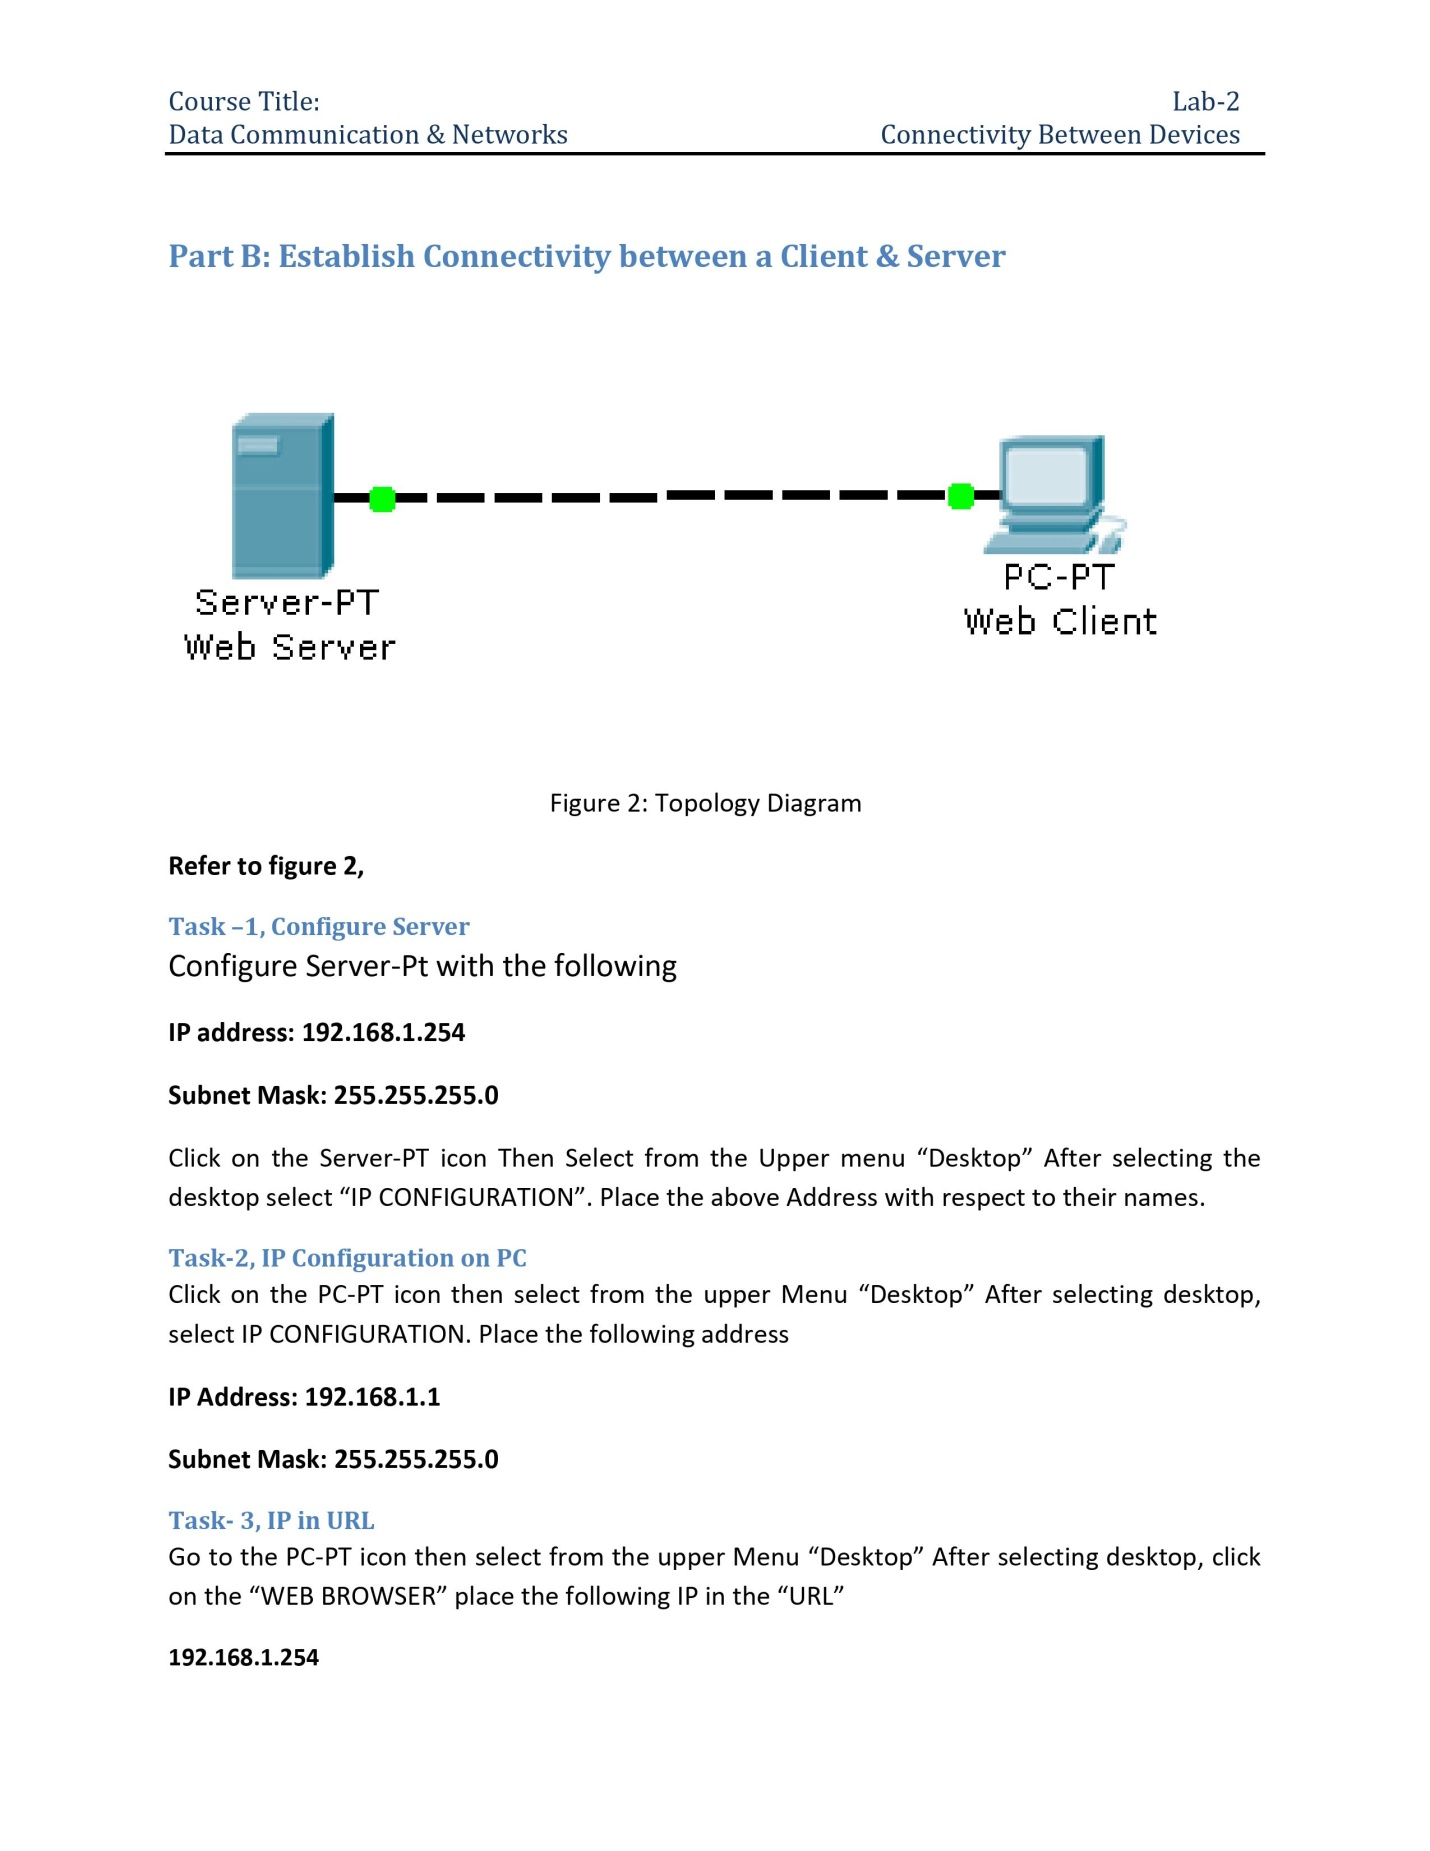 Course Title:
Lab-2
Data Communication & Networks
Connectivity Between Devices
Part B: Establish Connectivity between a Client & Server
Server-PT
Web Server
PC-PT
Web Client
Figure 2: Topology Diagram
Refer to figure 2,
Task –1, Configure Server
Configure Server-Pt with the following
IP address: 192.168.1.254
Subnet Mask: 255.255.255.0
Click on the Server-PT icon Then Select from the Upper menu “Desktop” After selecting the
desktop select “IP CONFIGURATION”. Place the above Address with respect to their names.
Task-2, IP Configuration on PC
Click on the PC-PT icon then select from the upper Menu “Desktop” After selecting desktop,
select IP CONFIGURATION. Place the following address
IP Address: 192.168.1.1
Subnet Mask: 255.255.255.0
Task- 3, IP in URL
Go to the PC-PT icon then select from the upper Menu “Desktop” After selecting desktop, click
on the “WEB BROWSER” place the following IP in the “URL”
192.168.1.254